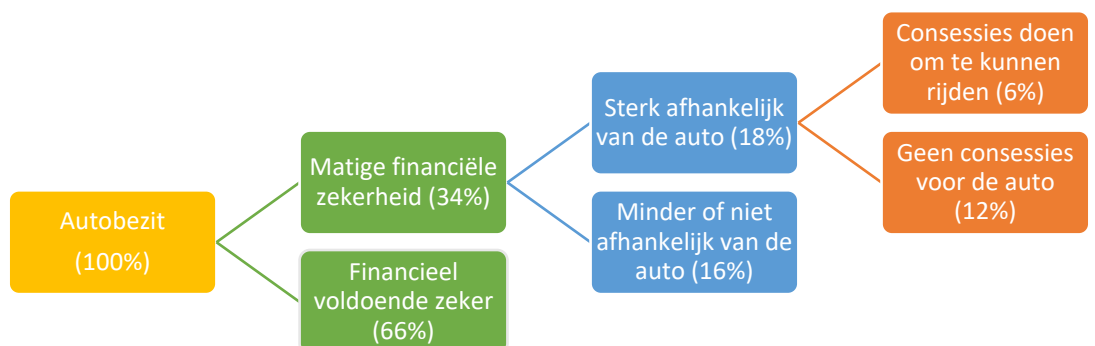 Autobezit
(100%)
Matige financiële
zekerheid (34%)
Financieel
voldoende zeker
(66%)
Sterk afhankelijk
van de auto (18%)
Minder of niet
afhankelijk van de
auto (16%)
Consessies doen
om te kunnen
rijden (6%)
Geen consessies
voor de auto
(12%)